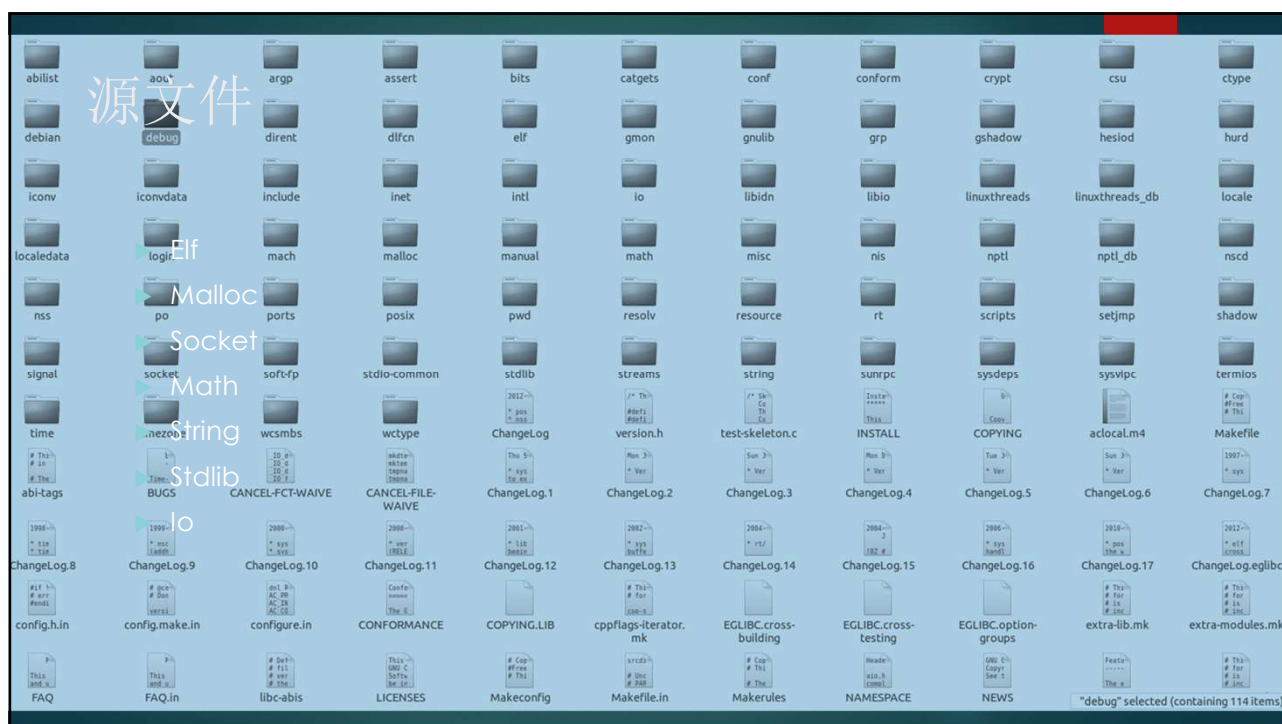 abilist aout argp assert bits catgets conf conform crypt csu ctype
源文件
debian debug dirent dlfcn elf gmon gnulib grp gshadow hesiod hurd
iconv iconvdata include inet intl io libidn libio linuxthreads linuxthreads_db locale
Elf
localedata login mach malloc manual math misc nis nptl nptl_db nscd
Malloc
nss po ports posix pwd resolv resource rt scripts setjmp shadow
Socket
signal socket soft-fp stdio-common stdlib streams string sunrpc sysdeps sysvipc termios
Math
String
time timezone wcsmbs wctype ChangeLog version.h test-skeleton.c INSTALL COPYING aclocal.m4 Makefile
Stdlib
abi-tags BUGS CANCEL-FCT-WAIVE CANCEL-FILE-WAIVE ChangeLog.1 ChangeLog.2 ChangeLog.3 ChangeLog.4 ChangeLog.5 ChangeLog.6 ChangeLog.7
Io
ChangeLog.8 ChangeLog.9 ChangeLog.10 ChangeLog.11 ChangeLog.12 ChangeLog.13 ChangeLog.14 ChangeLog.15 ChangeLog.16 ChangeLog.17 ChangeLog.eglibc
config.h.in config.make.in configure.in CONFORMANCE COPYING.LIB cppflags-iterator.mk EGLIBC.cross-building EGLIBC.cross-testing EGLIBC.option-groups extra-lib.mk extra-modules.mk
FAQ FAQ.in libc-abis LICENSES Makeconfig Makefile.in Makerules NAMESPACE NEWS
"debug" selected (containing 114 items)